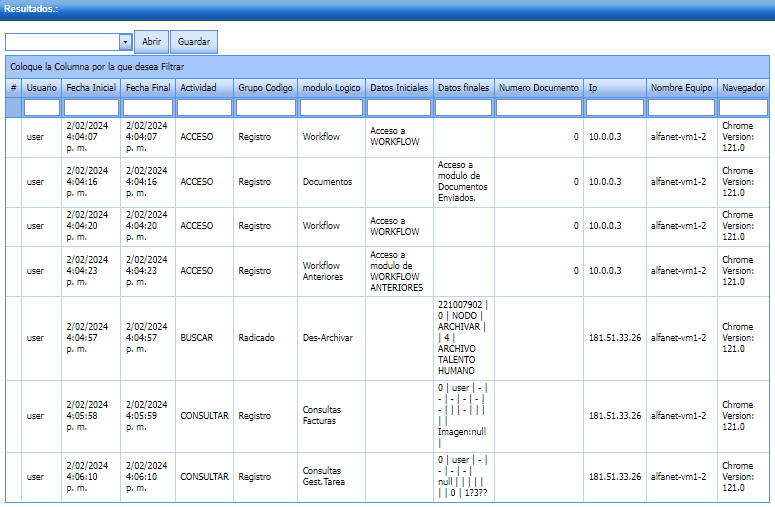 Resultados.:
Abrir Guardar
Coloque la Columna por la que desea Filtrar
# Usuario Fecha Inicial Fecha Final Actividad Grupo Codigo modulo Logico Datos Iniciales Datos finales Numero Documento Ip Nombre Equipo Navegador
user 2/02/2024 4:04:07 p. m. 2/02/2024 4:04:07 p. m. ACCESO Registro Workflow Acceso a WORKFLOW 0 10.0.0.3 alfanet-vm1-2 Chrome Version: 121.0
user 2/02/2024 4:04:16 p. m. 2/02/2024 4:04:16 p. m. ACCESO Registro Documentos Acceso a modulo de Documentos Enviados. 0 10.0.0.3 alfanet-vm1-2 Chrome Version: 121.0
user 2/02/2024 4:04:20 p. m. 2/02/2024 4:04:20 p. m. ACCESO Registro Workflow Acceso a WORKFLOW 0 10.0.0.3 alfanet-vm1-2 Chrome Version: 121.0
user 2/02/2024 4:04:23 p. m. 2/02/2024 4:04:23 p. m. ACCESO Registro Workflow Anteriores Acceso a modulo de WORKFLOW ANTERIORES 0 10.0.0.3 alfanet-vm1-2 Chrome Version: 121.0
user 2/02/2024 4:04:57 p. m. 2/02/2024 4:04:57 p. m. BUSCAR Radicado Des-Archivar 221007902 | 0 | NODO | ARCHIVAR | | 4 | ARCHIVO TALENTO HUMANO 181.51.33.26 alfanet-vm1-2 Chrome Version: 121.0
user 2/02/2024 4:05:58 p. m. 2/02/2024 4:05:59 p. m. CONSULTAR Registro Consultas Facturas 0 | user | - | - | - | - | - | - | | | - | | | | | Imagen:null | 181.51.33.26 alfanet-vm1-2 Chrome Version: 121.0
user 2/02/2024 4:06:10 p. m. 2/02/2024 4:06:10 p. m. CONSULTAR Registro Consultas Gest.Tarea 0 | user | - | - | - | - | null | | | | | | | 0 | 1?3?? 181.51.33.26 alfanet-vm1-2 Chrome Version: 121.0